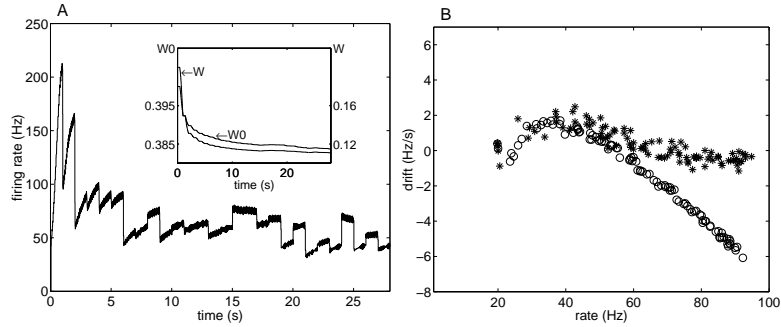 A
firing rate (Hz)
250
200
150
100
50
0
0 5 10 15 20 25
time (s)
W0 W
←W
←W0
0.395 0.16
0.385 0.12
0 10 20
time (s)
B
drift (Hz/s)
6
4
2
0
−2
−4
−6
−8
0 20 40 60 80 100
rate (Hz)